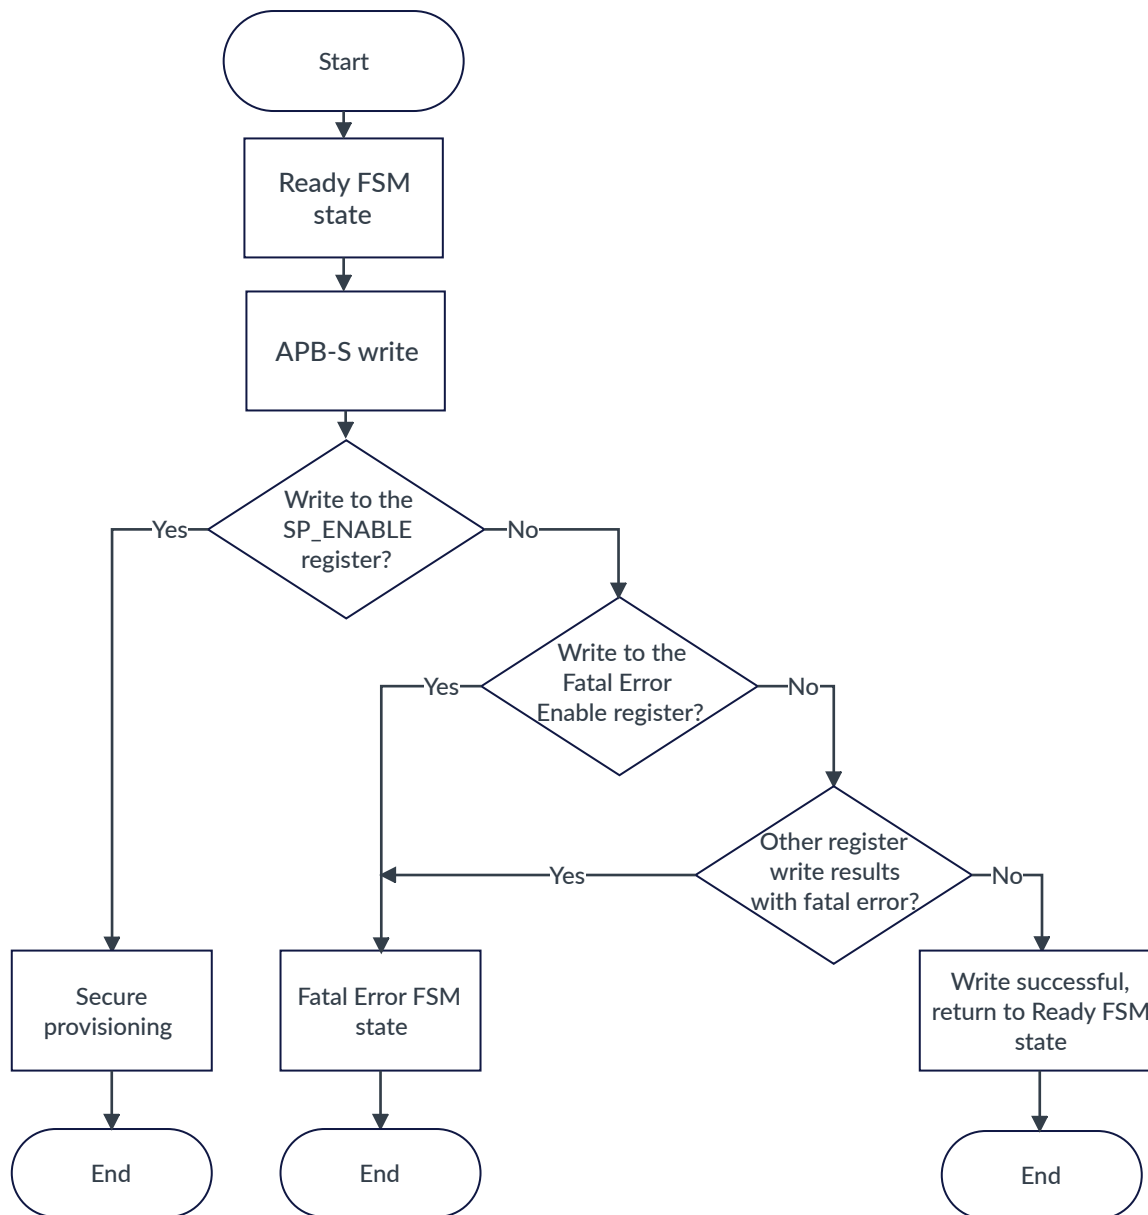 Start
Ready FSM
state
APB-S write
Write to the
SP_ENABLE
register?
Yes
No
Write to the
Fatal Error
Enable register?
Yes
No
Other register
write results
with fatal error?
Yes
No
Secure
provisioning
Fatal Error FSM
state
Write successful,
return to Ready FSM
state
End
End
End